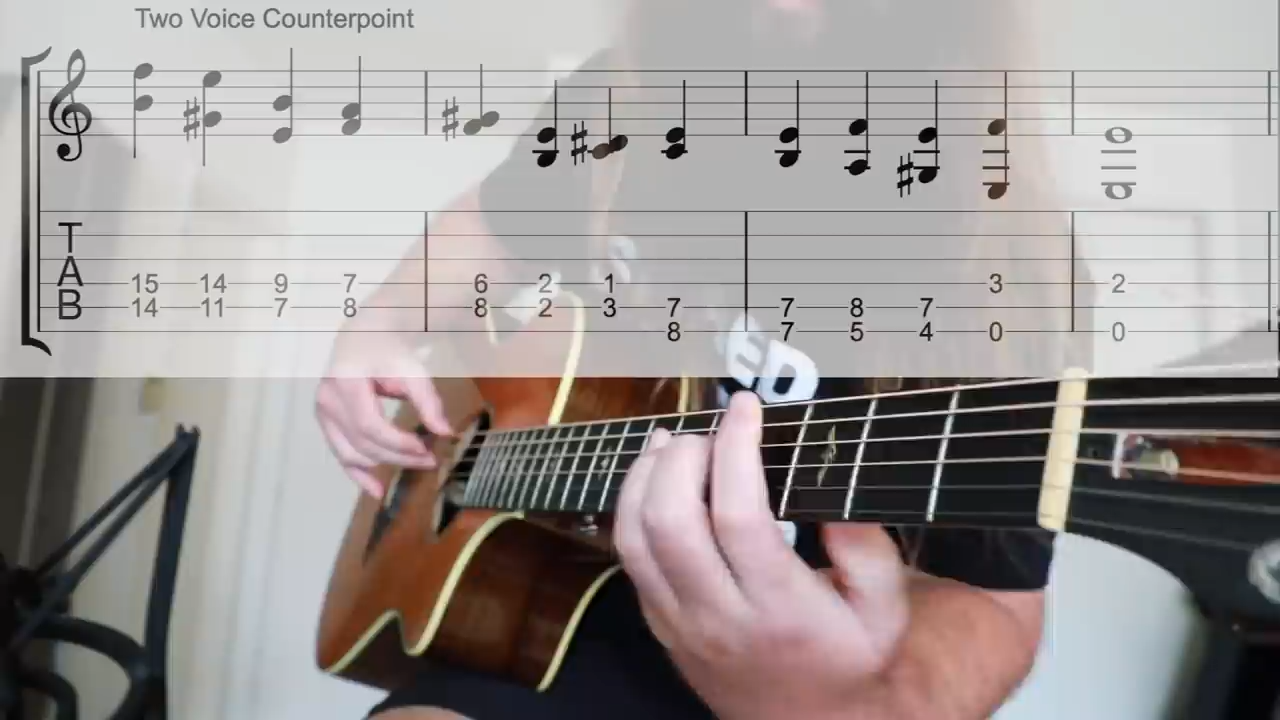 Two Voice Counterpoint
T
A
B
15 14 9 7 6 2 1 3 2
14 11 7 8 8 2 3 7 7 8 7
8 7 5 4 0 0
ED